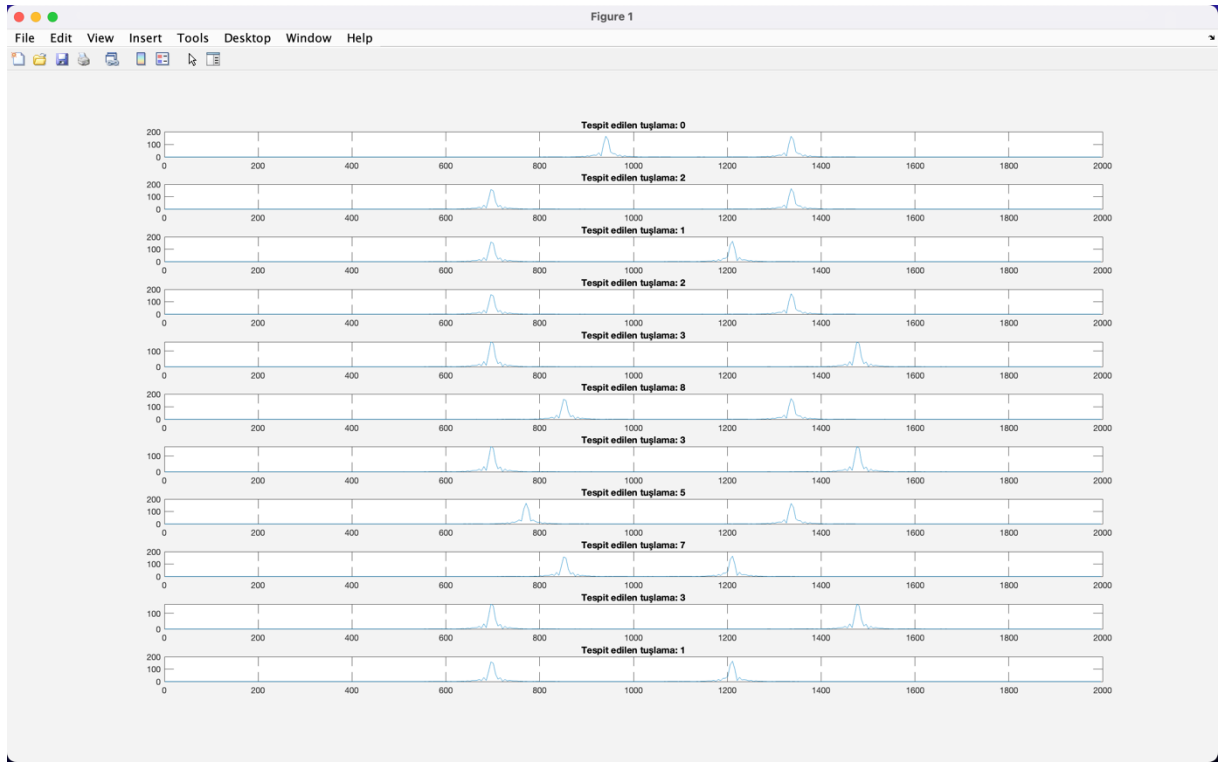 Figure 1
File Edit View Insert Tools Desktop Window Help
Tespit edilen tuşlama: 0
200
100
0
0 200 400 600 800 1000 1200 1400 1600 1800 2000
Tespit edilen tuşlama: 2
200
100
0
0 200 400 600 800 1000 1200 1400 1600 1800 2000
Tespit edilen tuşlama: 1
200
100
0
0 200 400 600 800 1000 1200 1400 1600 1800 2000
Tespit edilen tuşlama: 2
200
100
0
0 200 400 600 800 1000 1200 1400 1600 1800 2000
Tespit edilen tuşlama: 3
100
0
0 200 400 600 800 1000 1200 1400 1600 1800 2000
Tespit edilen tuşlama: 8
200
100
0
0 200 400 600 800 1000 1200 1400 1600 1800 2000
Tespit edilen tuşlama: 3
100
0
0 200 400 600 800 1000 1200 1400 1600 1800 2000
Tespit edilen tuşlama: 5
200
100
0
0 200 400 600 800 1000 1200 1400 1600 1800 2000
Tespit edilen tuşlama: 7
200
100
0
0 200 400 600 800 1000 1200 1400 1600 1800 2000
Tespit edilen tuşlama: 3
100
0
0 200 400 600 800 1000 1200 1400 1600 1800 2000
Tespit edilen tuşlama: 1
200
100
0
0 200 400 600 800 1000 1200 1400 1600 1800 2000